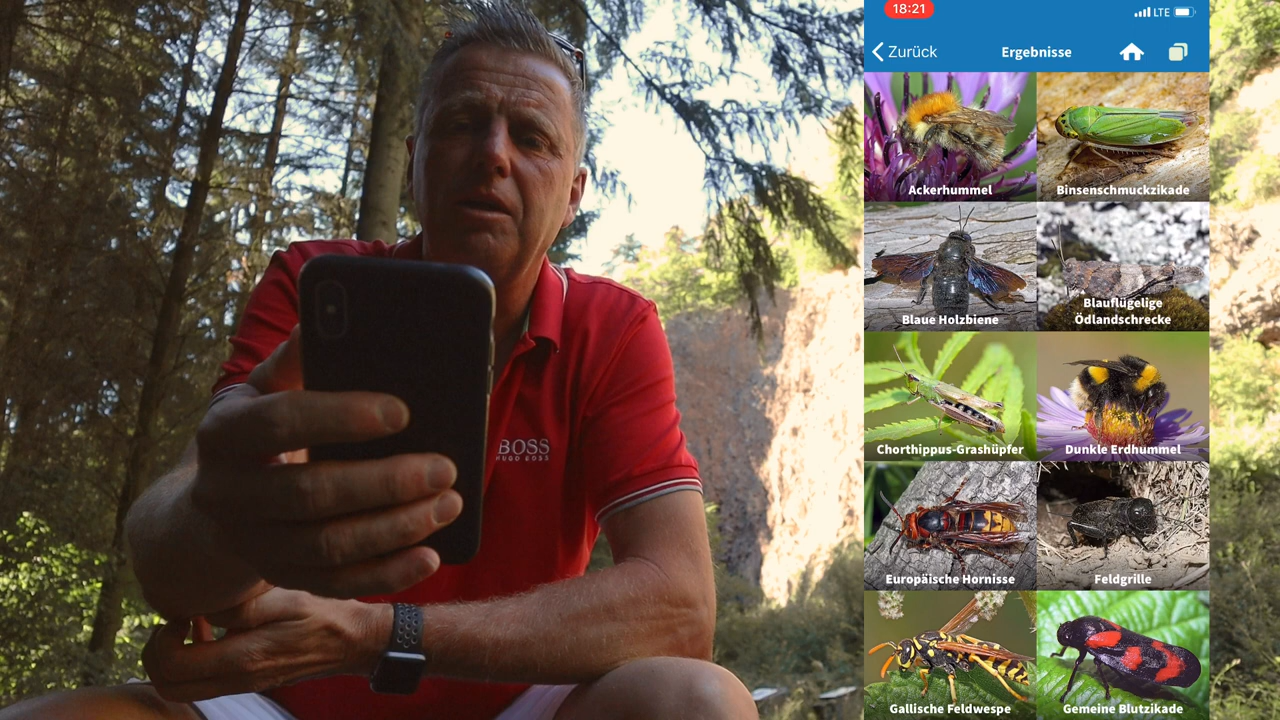 18:21
LTE
Zurück
Ergebnisse
Ackerhummel
Binsenschmuckzikade
Blaue Holzbiene
Blauflügelige
Ödlandschrecke
Chorthippus-Grashüpfer
Dunkle Erdhummel
Europäische Hornisse
Feldgrille
Gallische Feldwespe
Gemeine Blutzikade
BOSS
HUGO BOSS